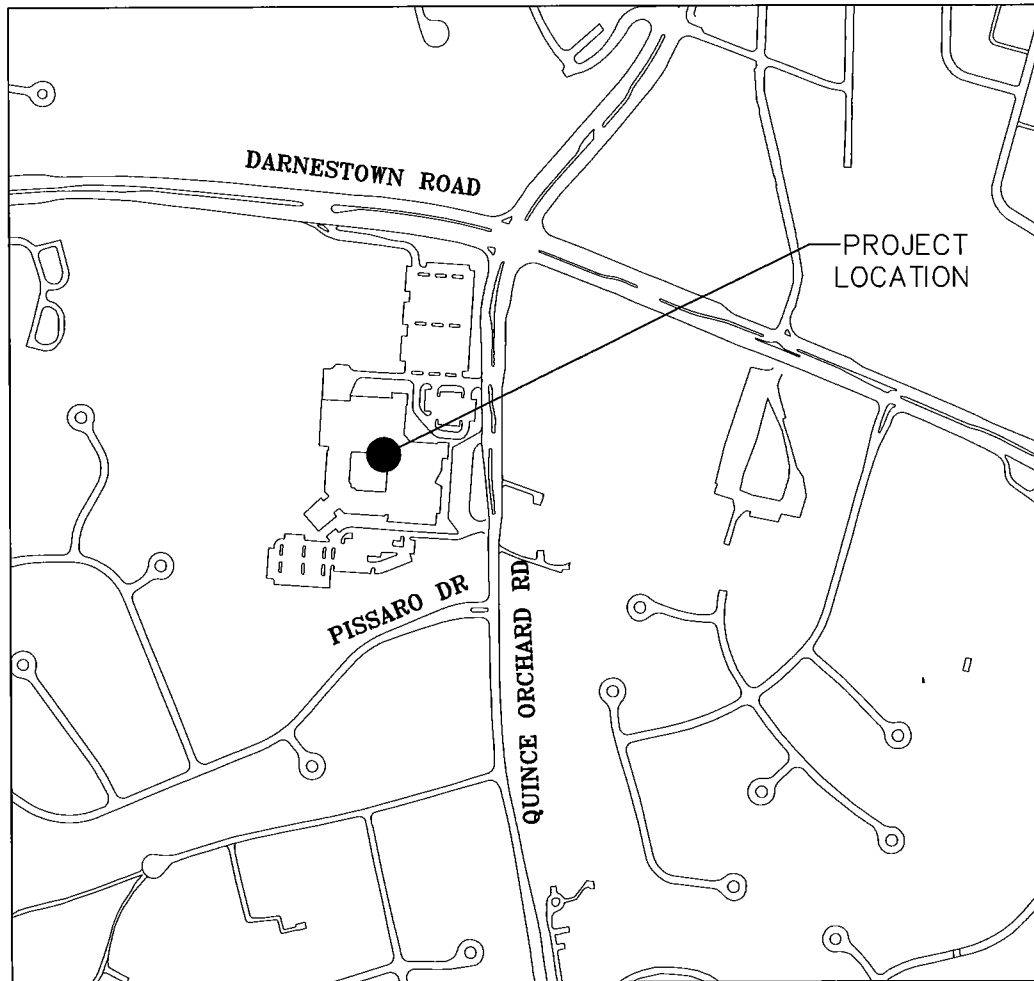 DARNESTOWN ROAD
PROJECT
LOCATION
PISSARO DR
QUINCE ORCHARD RD